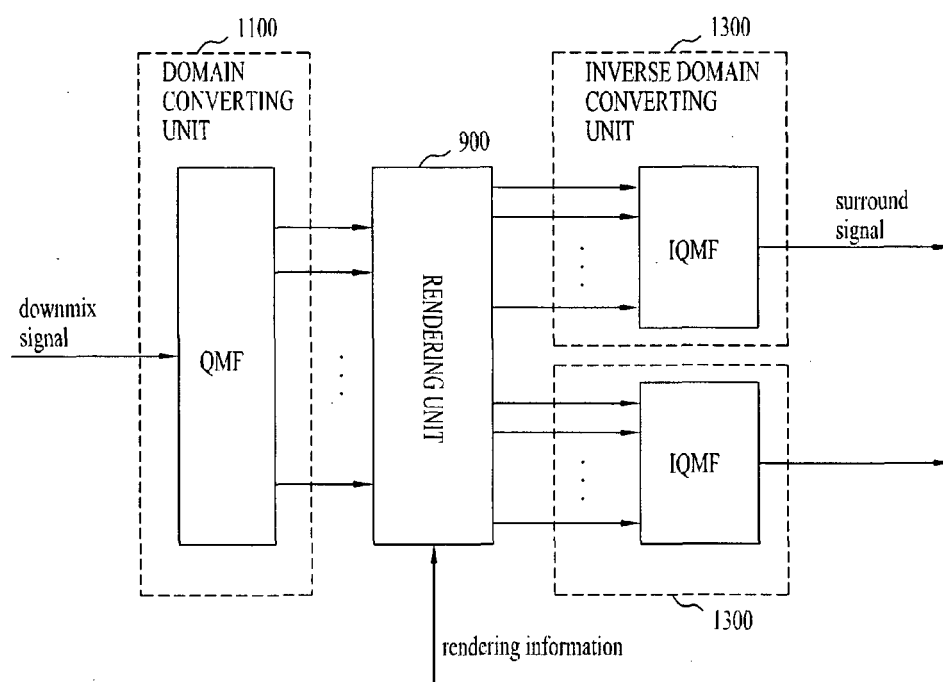 1100
DOMAIN
CONVERTING
UNIT
QMF
downmix
signal
900
RENDERING UNIT
rendering information
1300
INVERSE DOMAIN
CONVERTING
UNIT
IQMF
surround
signal
IQMF
1300